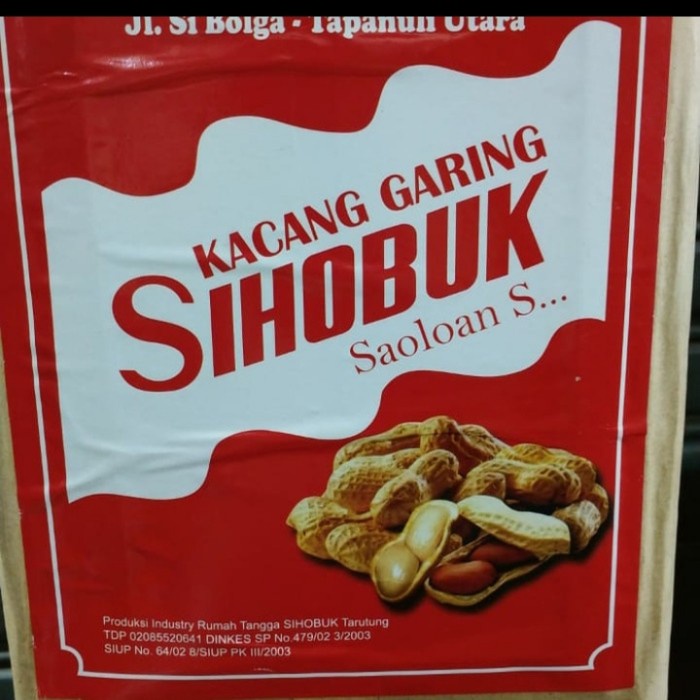 Jl. Si Bolga - Tapanuli Utara
KACANG GARING
SIHOBUK
Saoloan S...
Produksi Industry Rumah Tangga SIHOBUK Tarutung
TDP 02085520641 DINKES SP No.479/02 3/2003
SIUP No. 64/02 8/SIUP PK III/2003